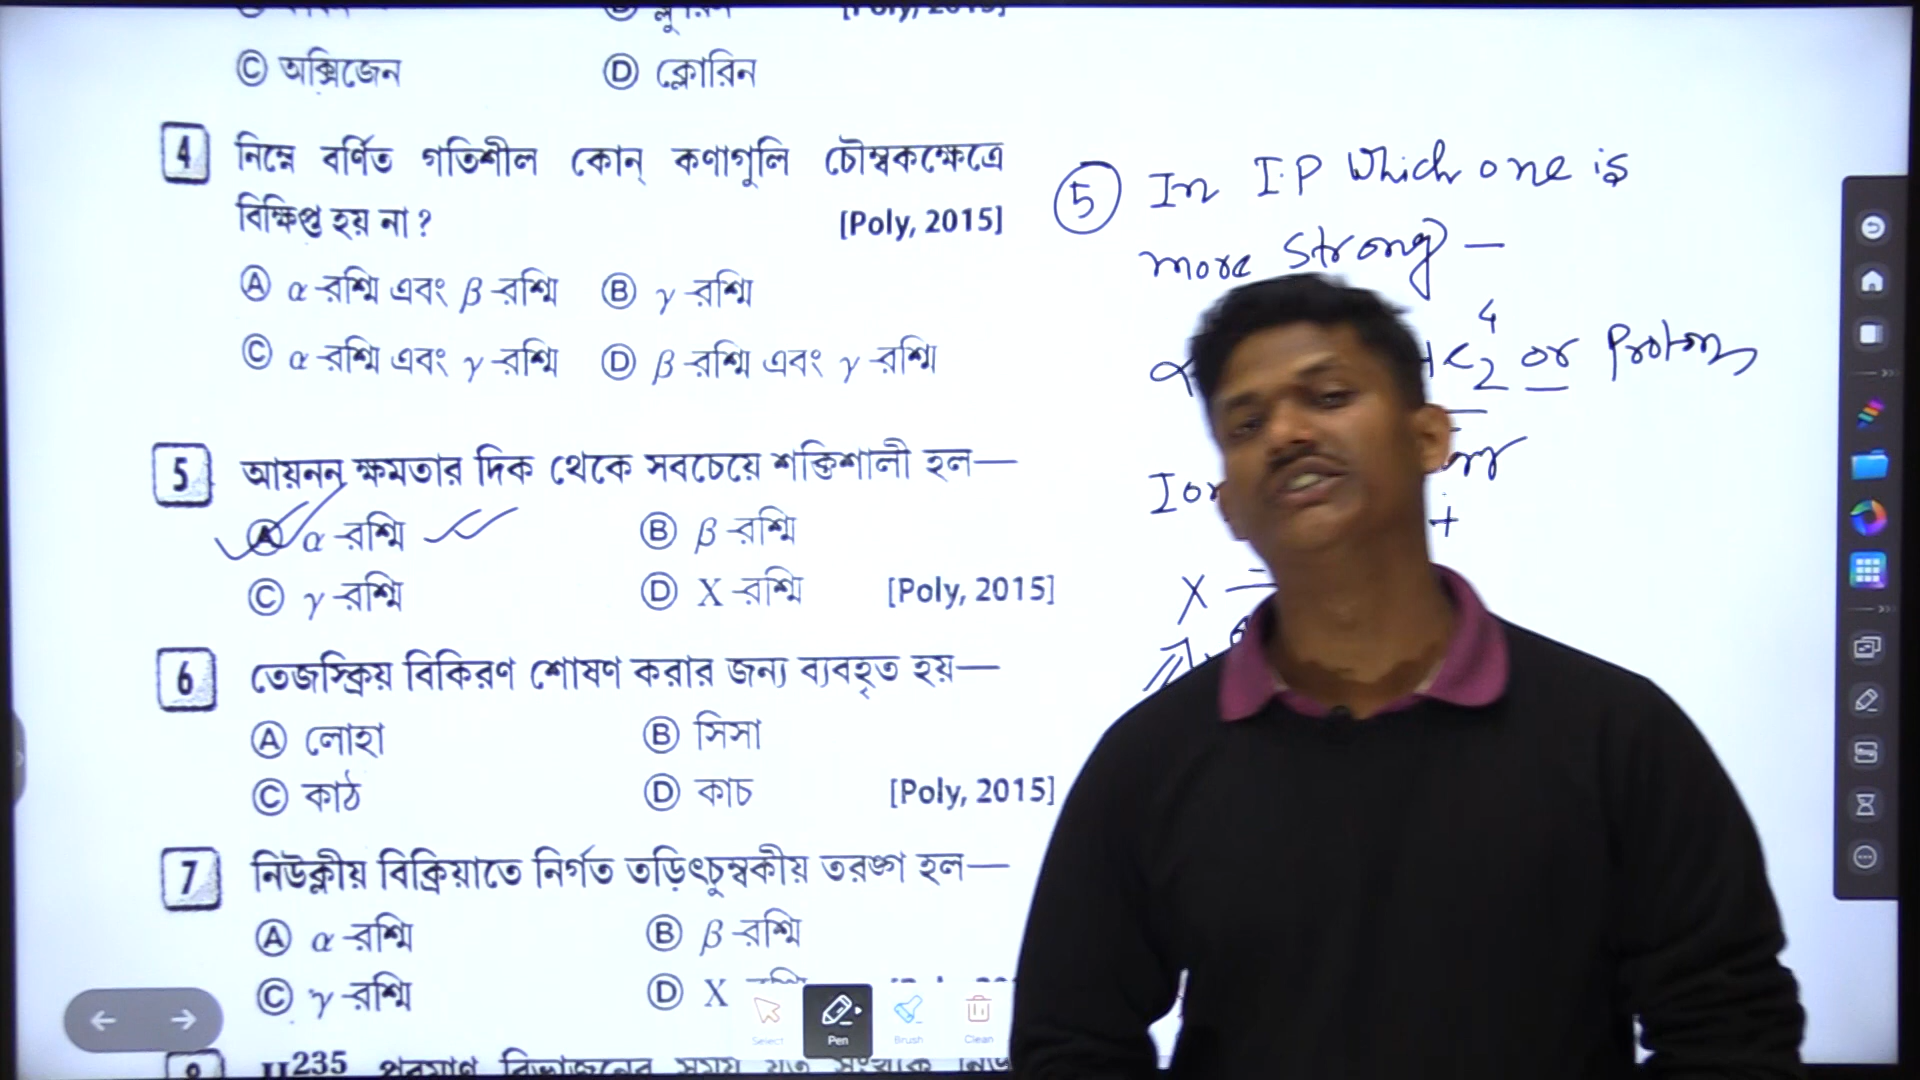 Ⓒ অক্সিজেন Ⓓ ক্লোরিন
4 নিম্নে বর্ণিত গতিশীল কোন্ কণাগুলি চৌম্বকক্ষেত্রে
বিক্ষিপ্ত হয় না? [Poly, 2015]
Ⓐ α-রশ্মি এবং β-রশ্মি Ⓑ γ-রশ্মি
Ⓒ α-রশ্মি এবং γ-রশ্মি Ⓓ β-রশ্মি এবং γ-রশ্মি
5 আয়নন ক্ষমতার দিক থেকে সবচেয়ে শক্তিশালী হল—
Ⓐ α-রশ্মি Ⓑ β-রশ্মি
Ⓒ γ-রশ্মি Ⓓ X-রশ্মি [Poly, 2015]
6 তেজস্ক্রিয় বিকিরণ শোষণ করার জন্য ব্যবহৃত হয়—
Ⓐ লোহা Ⓑ সিসা
Ⓒ কাঠ Ⓓ কাচ [Poly, 2015]
7 নিউক্লীয় বিক্রিয়াতে নির্গত তড়িৎচুম্বকীয় তরঙ্গ হল—
Ⓐ α-রশ্মি Ⓑ β-রশ্মি
Ⓒ γ-রশ্মি Ⓓ X
U235
⑤ In I.P Which one is
more strong —
α 4 2 or Proton
+
X
Select Pen Brush Clean